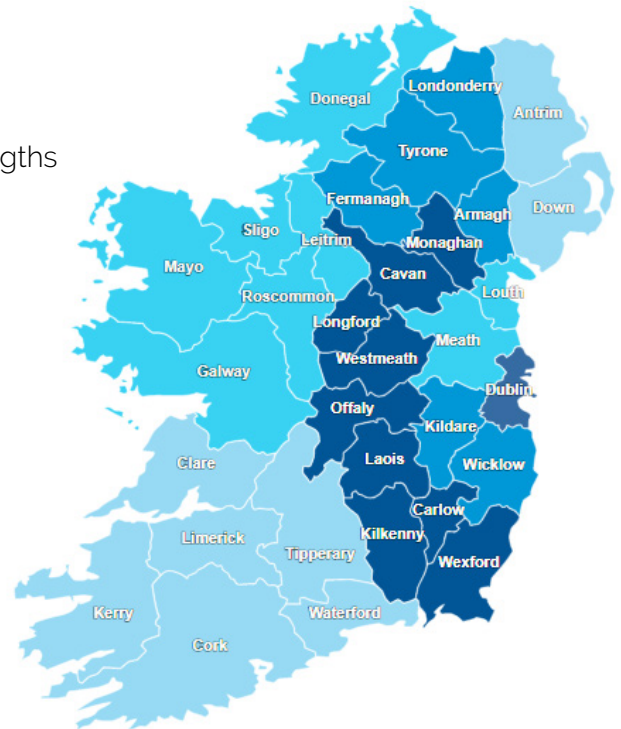 gths
Donegal
Londonderry
Antrim
Tyrone
Fermanagh
Armagh
Down
Sligo
Leitrim
Monaghan
Mayo
Cavan
Roscommon
Louth
Longford
Meath
Westmeath
Galway
Dublin
Offaly
Kildare
Laois
Clare
Wicklow
Carlow
Kilkenny
Limerick
Tipperary
Wexford
Kerry
Waterford
Cork